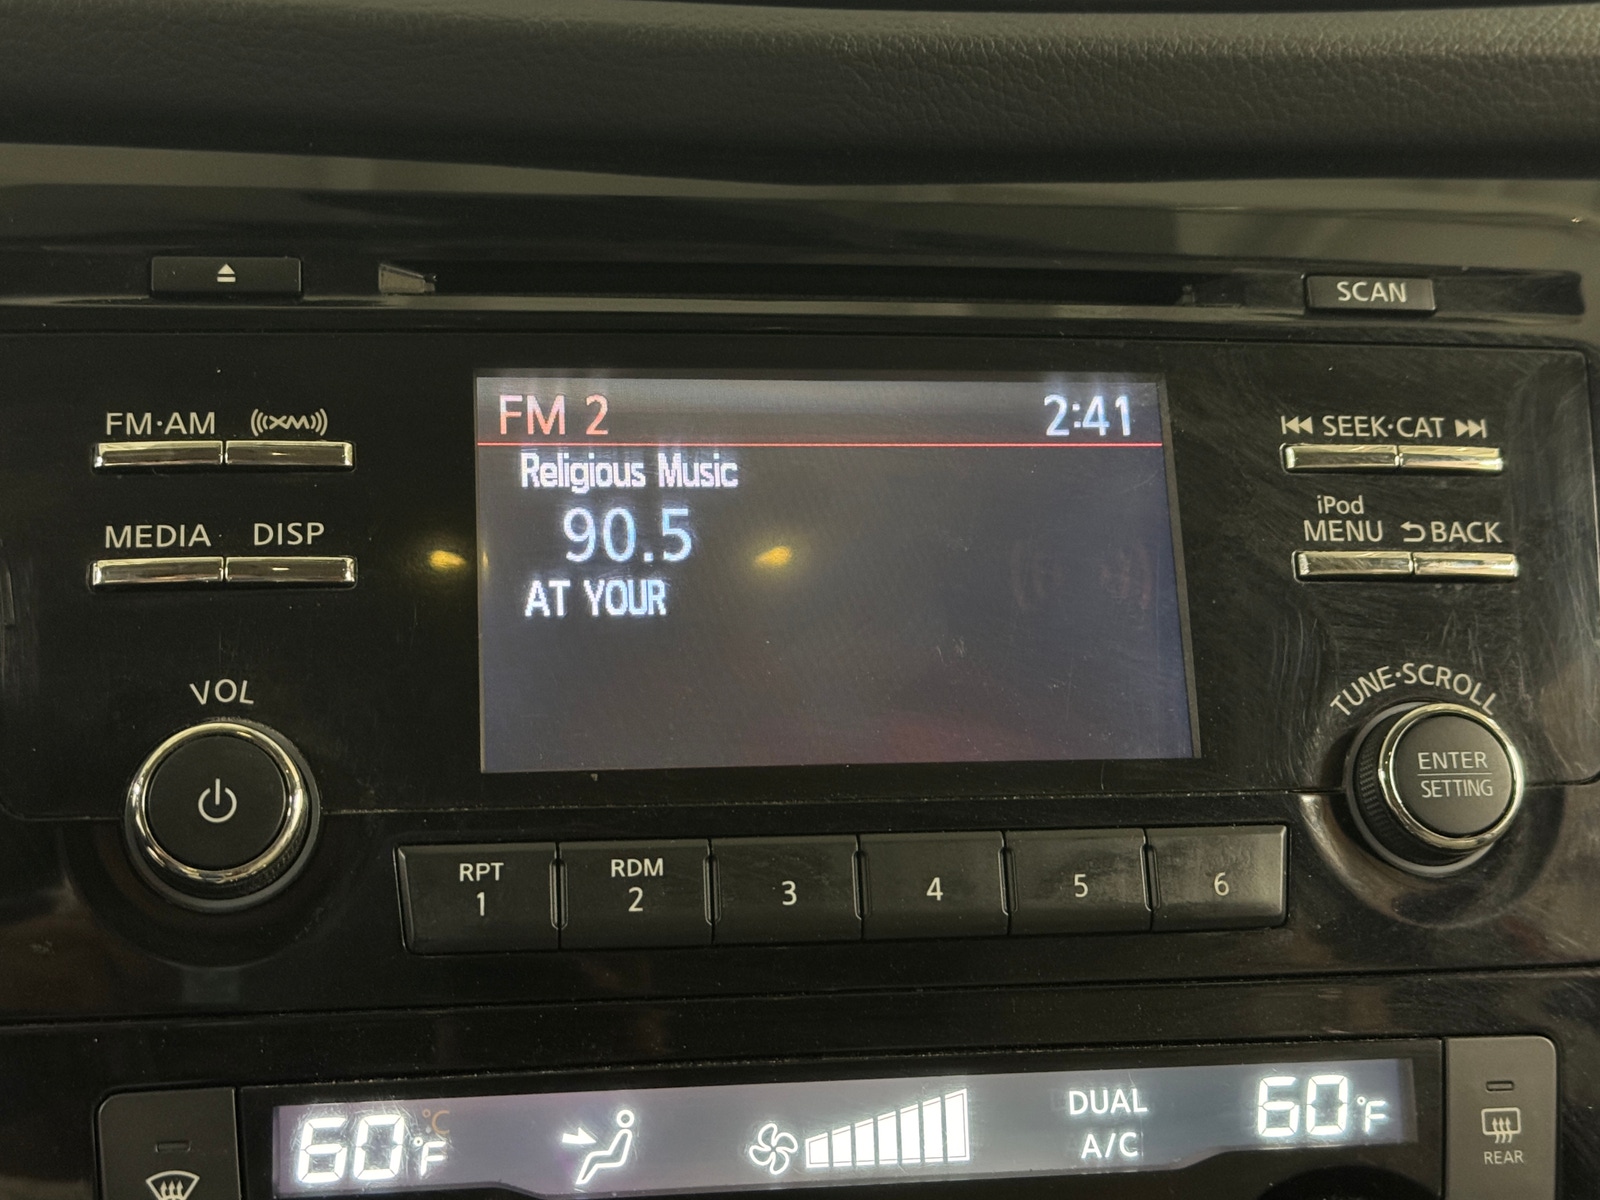 SCAN
FM·AM
XM
SEEK·CAT
MEDIA
DISP
iPod
MENU
BACK
FM 2
2:41
Religious Music
90.5
AT YOUR
VOL
TUNE·SCROLL
ENTER
SETTING
RPT
1
RDM
2
3
4
5
6
60°F
°C
DUAL
A/C
60°F
REAR